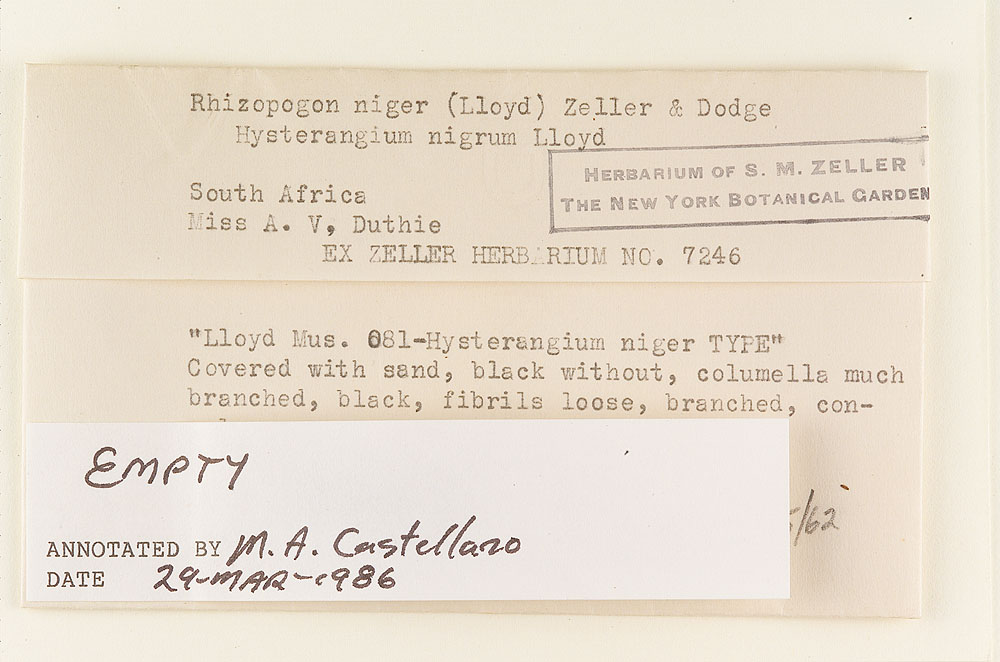 Rhizopogon niger (Lloyd) Zeller & Dodge
Hysterangium nigrum Lloyd
HERBARIUM OF S. M. ZELLER
THE NEW YORK BOTANICAL GARDEN
South Africa
Miss A. V, Duthie
EX ZELLER HERBARIUM NO. 7246
"Lloyd Mus. 081-Hysterangium niger TYPE"
Covered with sand, black without, columella much
branched, black, fibrils loose, branched, con-
EMPTY
/62
ANNOTATED BY M. A. Castellano
DATE 29-MAR-1986